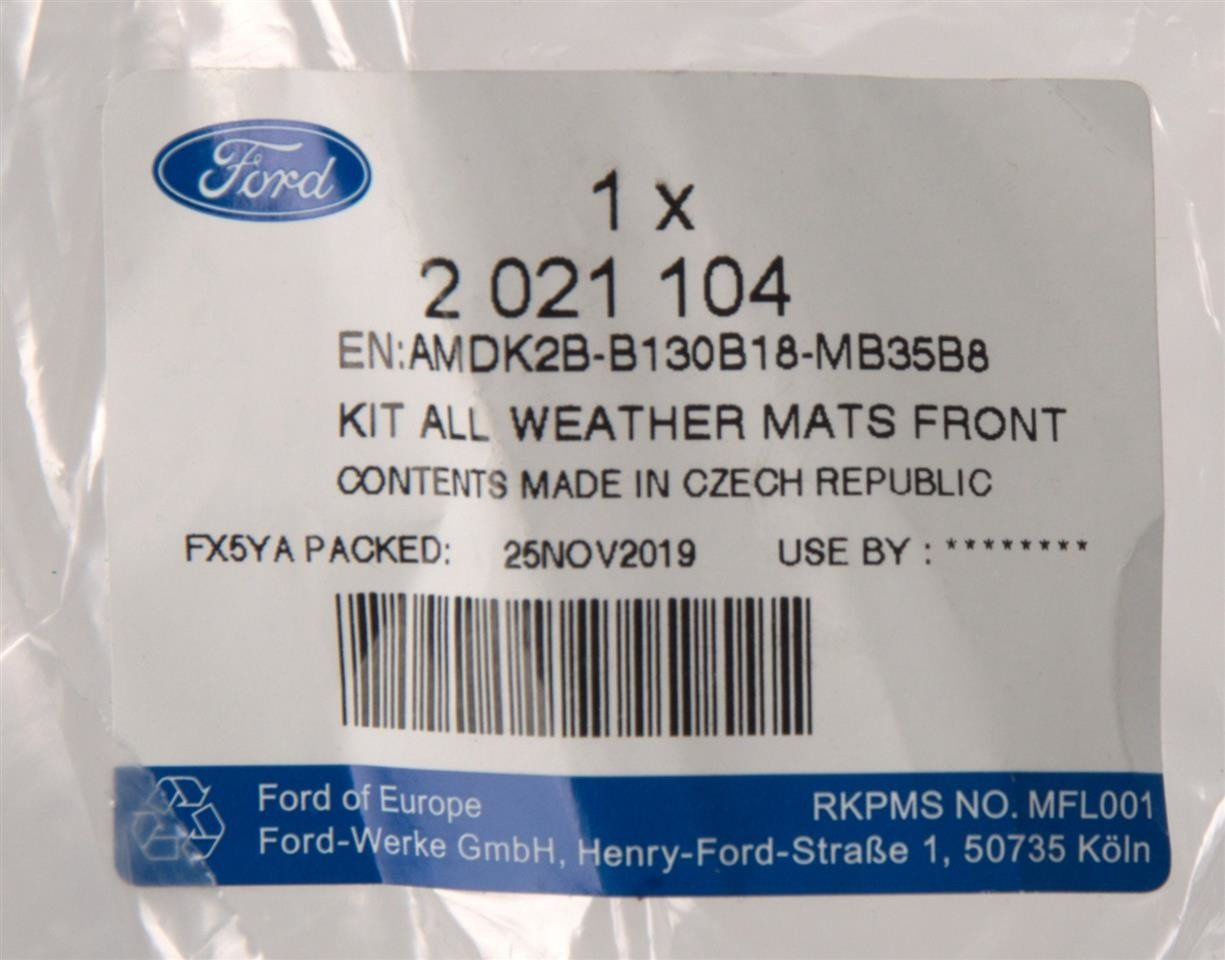 Ford
1 x
2 021 104
EN:AMDK2B-B130B18-MB35B8
KIT ALL WEATHER MATS FRONT
CONTENTS MADE IN CZECH REPUBLIC
FX5YA PACKED: 25NOV2019 USE BY : ********
Ford of Europe RKPMS NO. MFL001
Ford-Werke GmbH, Henry-Ford-Straße 1, 50735 Köln